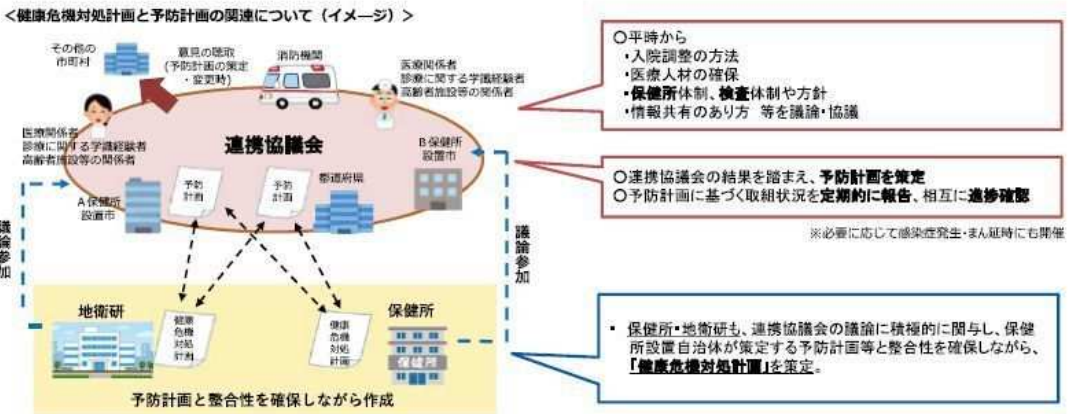 ＜健康危機対処計画と予防計画の関連について（イメージ）＞
その他の
市町村
意見の聴取
（予防計画の策定
・変更時）
消防機関
医療関係者
診療に関する学識経験者
高齢者施設等の関係者
医療関係者
診療に関する学識経験者
高齢者施設等の関係者
連携協議会
B保健所
設置市
予防
計画
予防
計画
都道府県
A保健所
設置市
議論参加
議論参加
地衛研
健康
危機
対処
計画
健康
危機
対処
計画
保健所
保健所
予防計画と整合性を確保しながら作成
○平時から
・入院調整の方法
・医療人材の確保
・保健所体制、検査体制や方針
・情報共有のあり方 等を議論・協議
○連携協議会の結果を踏まえ、予防計画を策定
○予防計画に基づく取組状況を定期的に報告、相互に進捗確認
※必要に応じて感染症発生・まん延時にも開催
・ 保健所・地衛研も、連携協議会の議論に積極的に関与し、保健
所設置自治体が策定する予防計画等と整合性を確保しながら、
「健康危機対処計画」を策定。